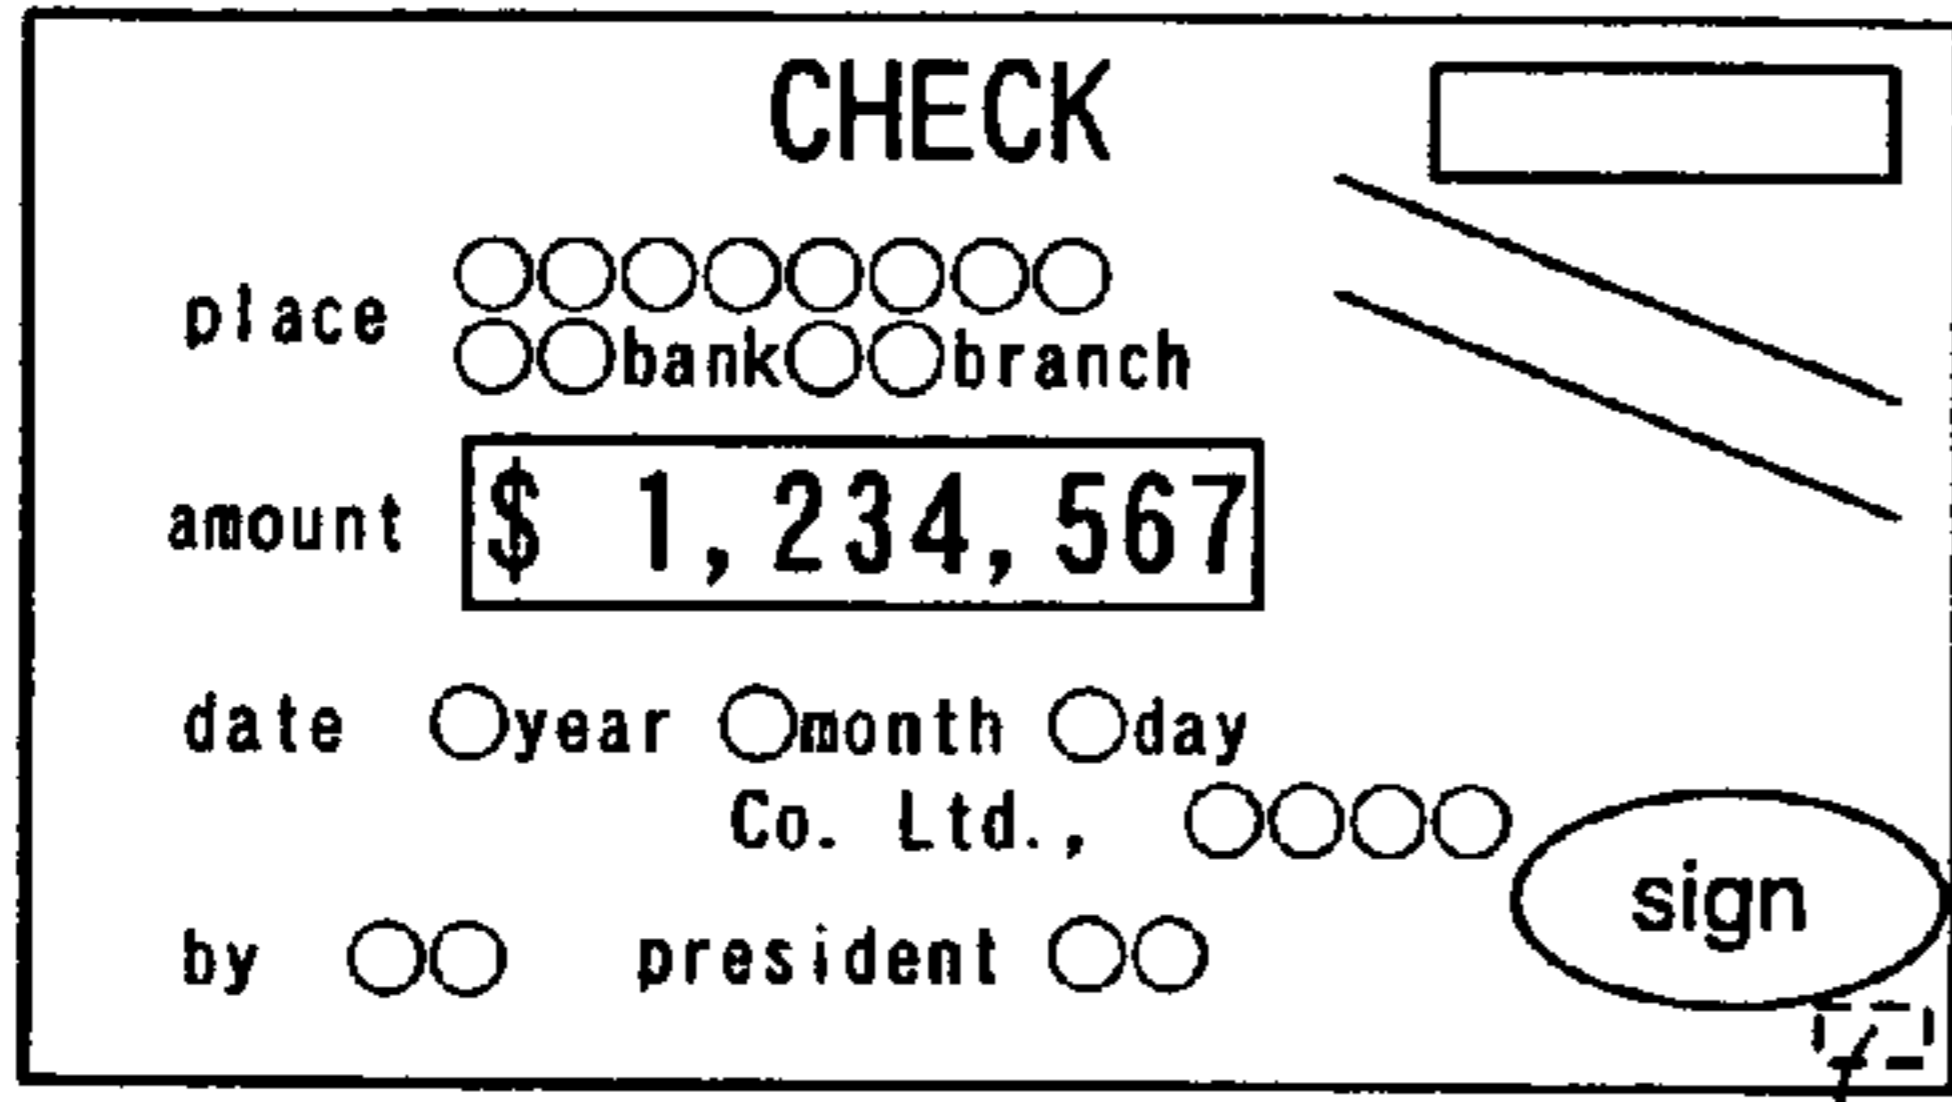 CHECK
place ○○○○○○○○
○○bank○○branch
amount $ 1,234,567
date ○year ○month ○day
Co. Ltd., ○○○○
sign
by ○○ president ○○